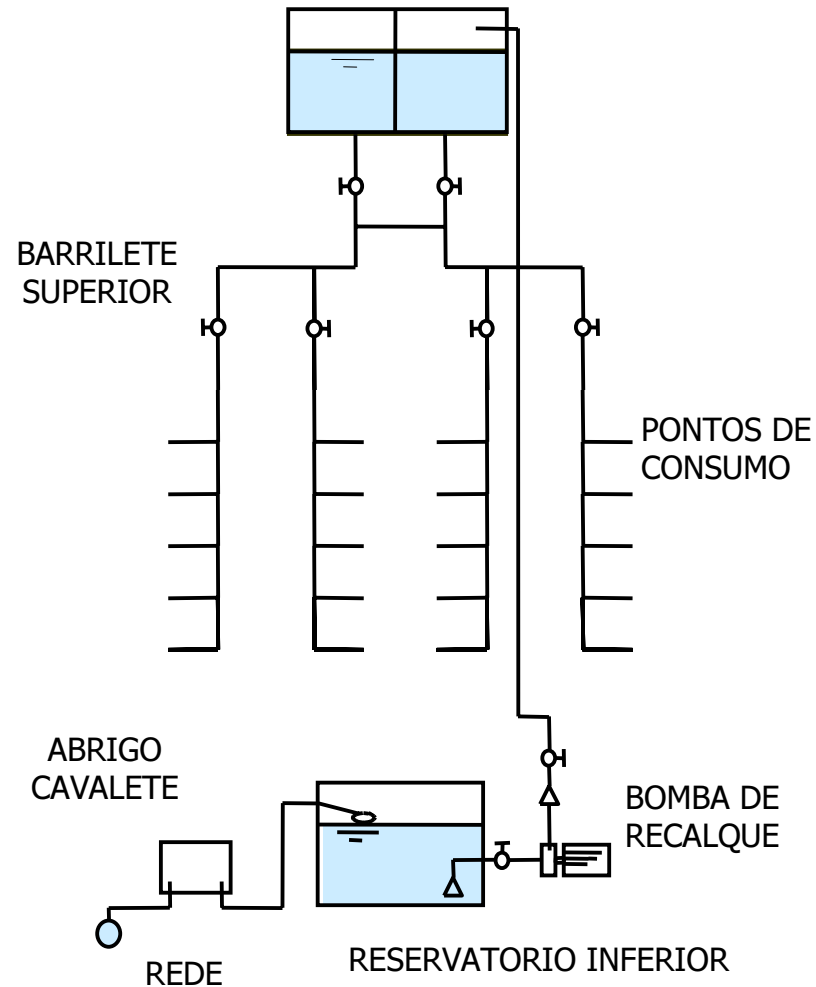 BARRILETE
SUPERIOR
PONTOS DE
CONSUMO
ABRIGO
CAVALETE
BOMBA DE
RECALQUE
REDE
RESERVATORIO INFERIOR